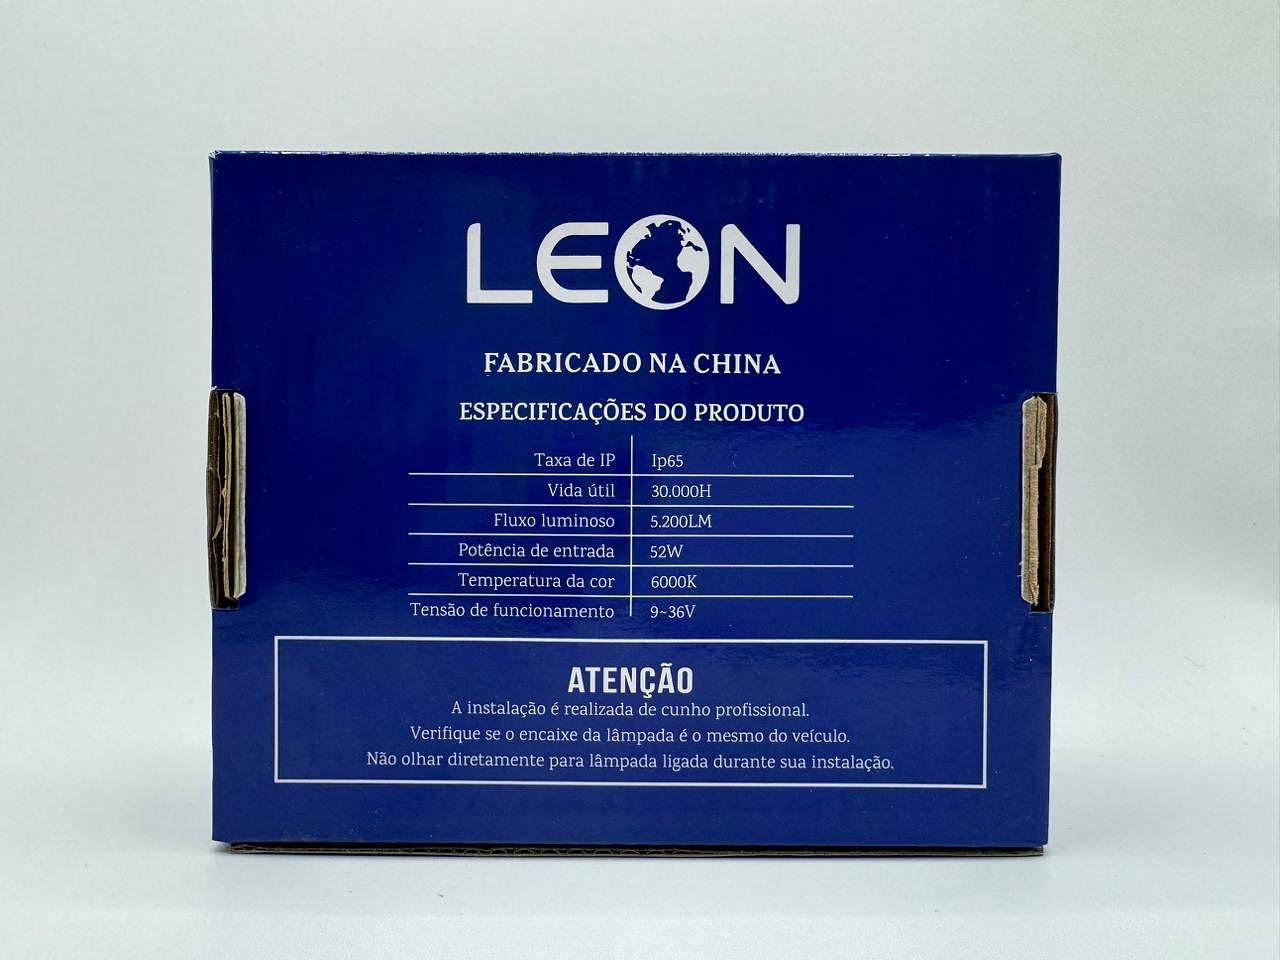 LEON
FABRICADO NA CHINA
ESPECIFICAÇÕES DO PRODUTO
Taxa de IP Ip65
Vida útil 30.000H
Fluxo luminoso 5.200LM
Potência de entrada 52W
Temperatura da cor 6000K
Tensão de funcionamento 9~36V
ATENÇÃO
A instalação é realizada de cunho profissional.
Verifique se o encaixe da lâmpada é o mesmo do veículo.
Não olhar diretamente para lâmpada ligada durante sua instalação.